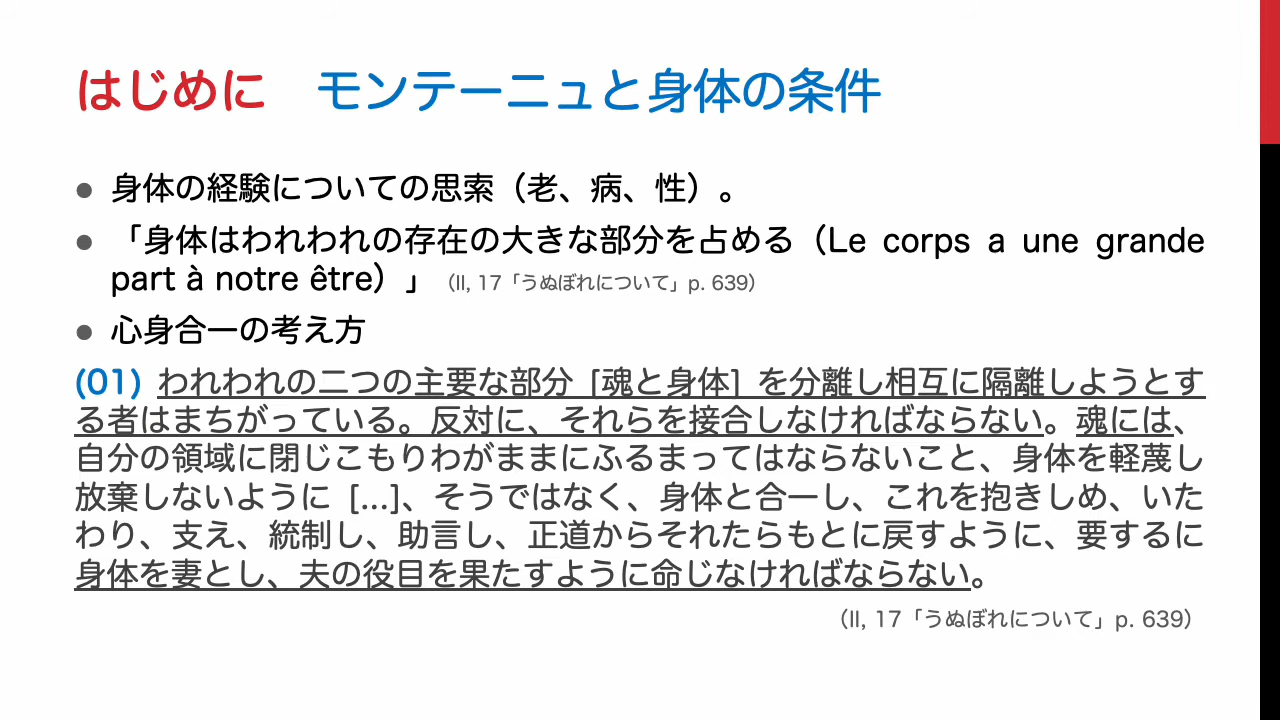 はじめに　モンテーニュと身体の条件
● 身体の経験についての思索（老、病、性）。
● 「身体はわれわれの存在の大きな部分を占める（Le corps a une grande
part à notre être）」（II, 17「うぬぼれについて」p. 639）
● 心身合一の考え方
(01) われわれの二つの主要な部分［魂と身体］を分離し相互に隔離しようとす
る者はまちがっている。反対に、それらを接合しなければならない。魂には、
自分の領域に閉じこもりわがままにふるまってはならないこと、身体を軽蔑し
放棄しないように［...］、そうではなく、身体と合一し、これを抱きしめ、いた
わり、支え、統制し、助言し、正道からそれたらもとに戻すように、要するに
身体を妻とし、夫の役目を果たすように命じなければならない。
（II, 17「うぬぼれについて」p. 639）